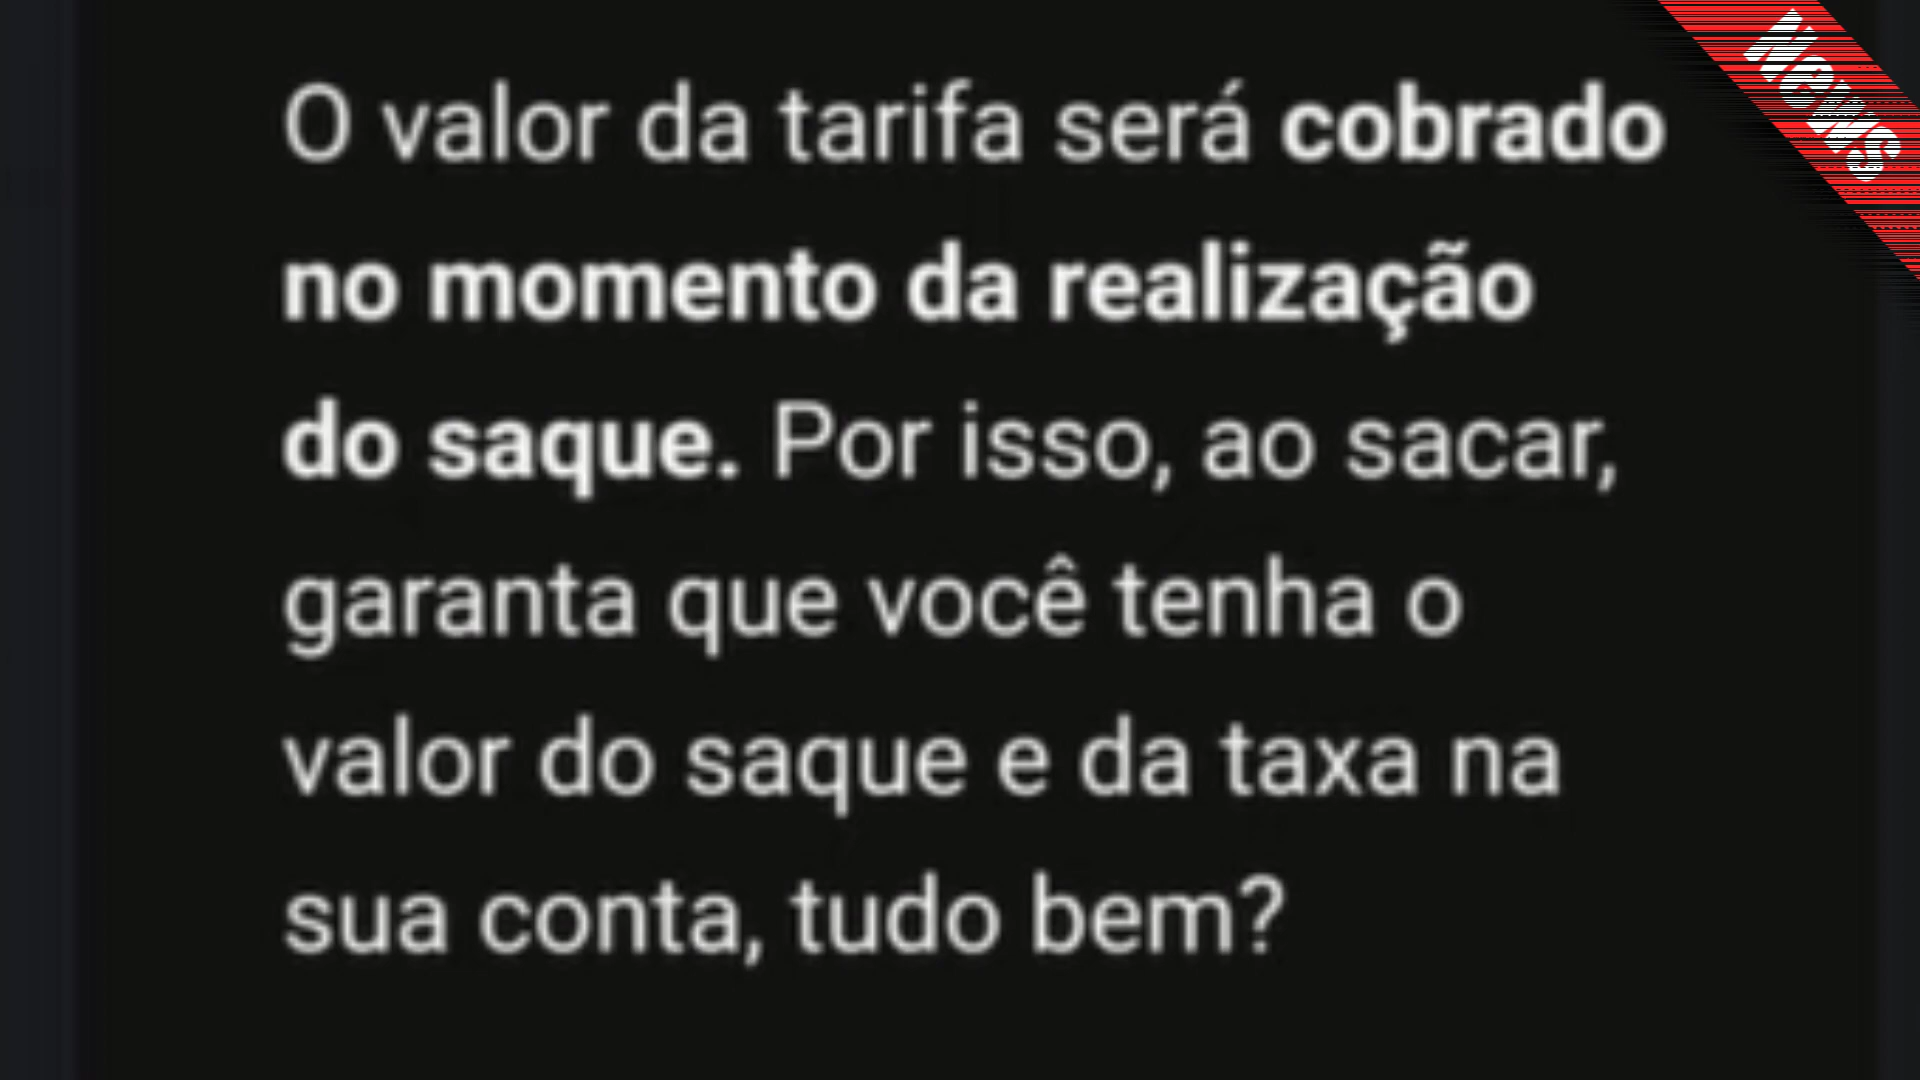 O valor da tarifa será cobrado
no momento da realização
do saque. Por isso, ao sacar,
garanta que você tenha o
valor do saque e da taxa na
sua conta, tudo bem?
News